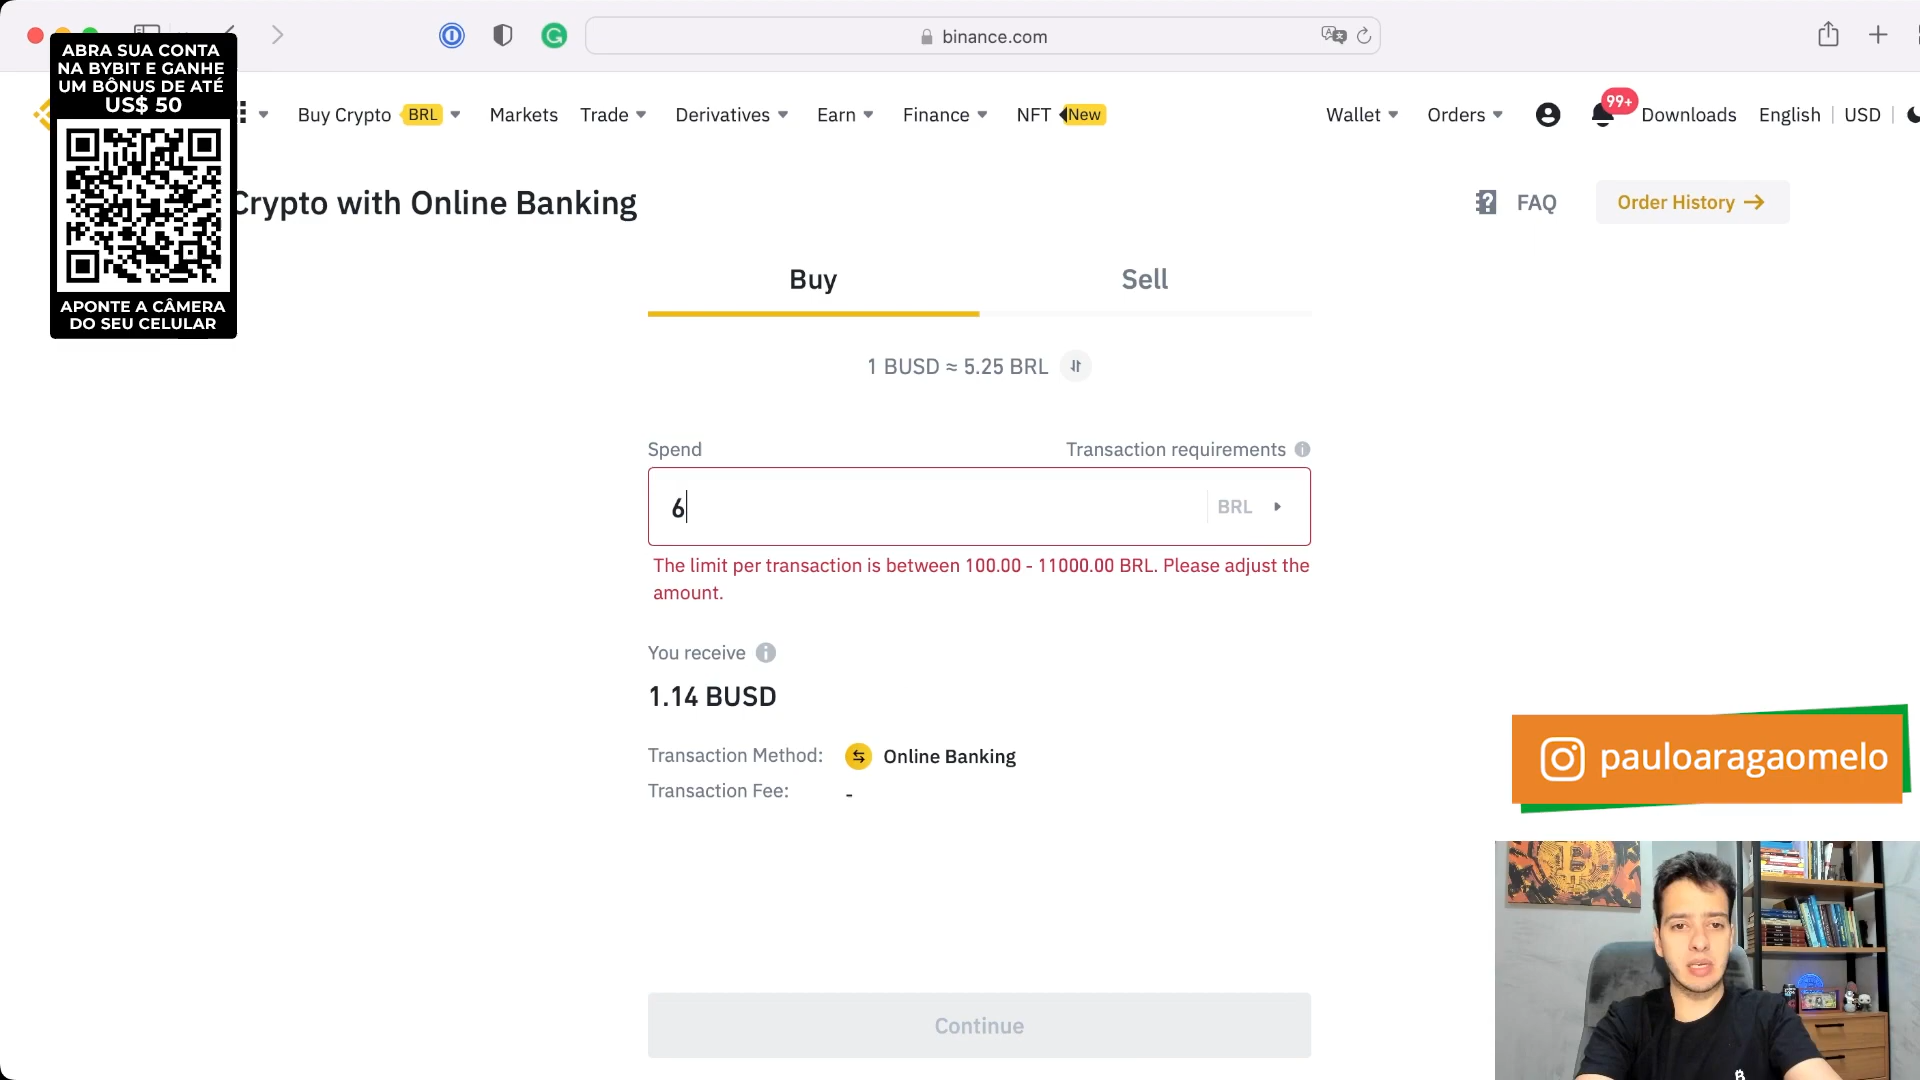 binance.com
ABRA SUA CONTA
NA BYBIT E GANHE
UM BÔNUS DE ATÉ
US$ 50
APONTE A CÂMERA
DO SEU CELULAR
Buy Crypto BRL Markets Trade Derivatives Earn Finance NFT New Wallet Orders 99+ Downloads English USD
Crypto with Online Banking
FAQ
Order History
Buy
Sell
1 BUSD ≈ 5.25 BRL
Spend
Transaction requirements
6
BRL
The limit per transaction is between 100.00 - 11000.00 BRL. Please adjust the
amount.
You receive
1.14 BUSD
Transaction Method: Online Banking
Transaction Fee: -
Continue
pauloaragaomelo